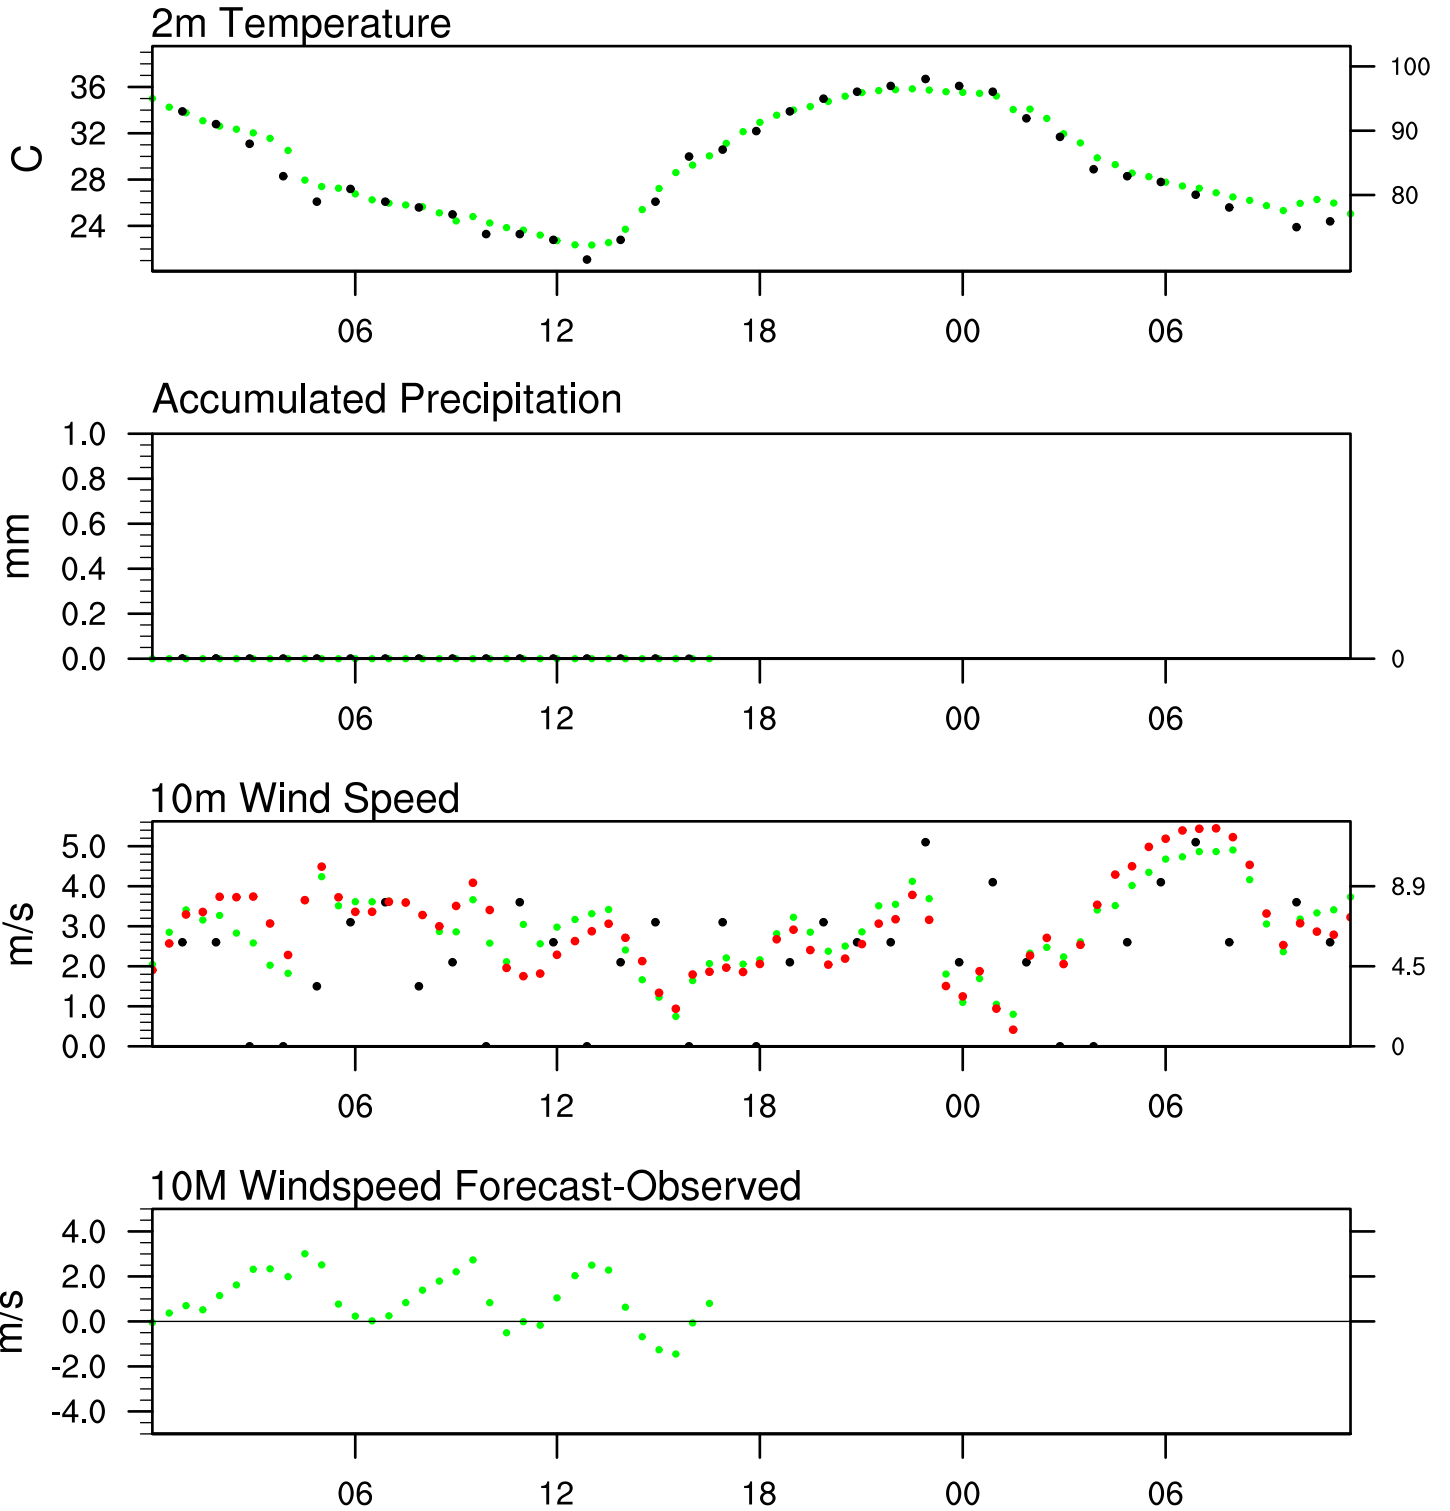 2m Temperature
C
36
32
28
24
100
90
80
06 12 18 00 06
Accumulated Precipitation
mm
1.0
0.8
0.6
0.4
0.2
0.0
0
06 12 18 00 06
10m Wind Speed
m/s
5.0
4.0
3.0
2.0
1.0
0.0
8.9
4.5
0
06 12 18 00 06
10M Windspeed Forecast-Observed
m/s
4.0
2.0
0.0
-2.0
-4.0
06 12 18 00 06